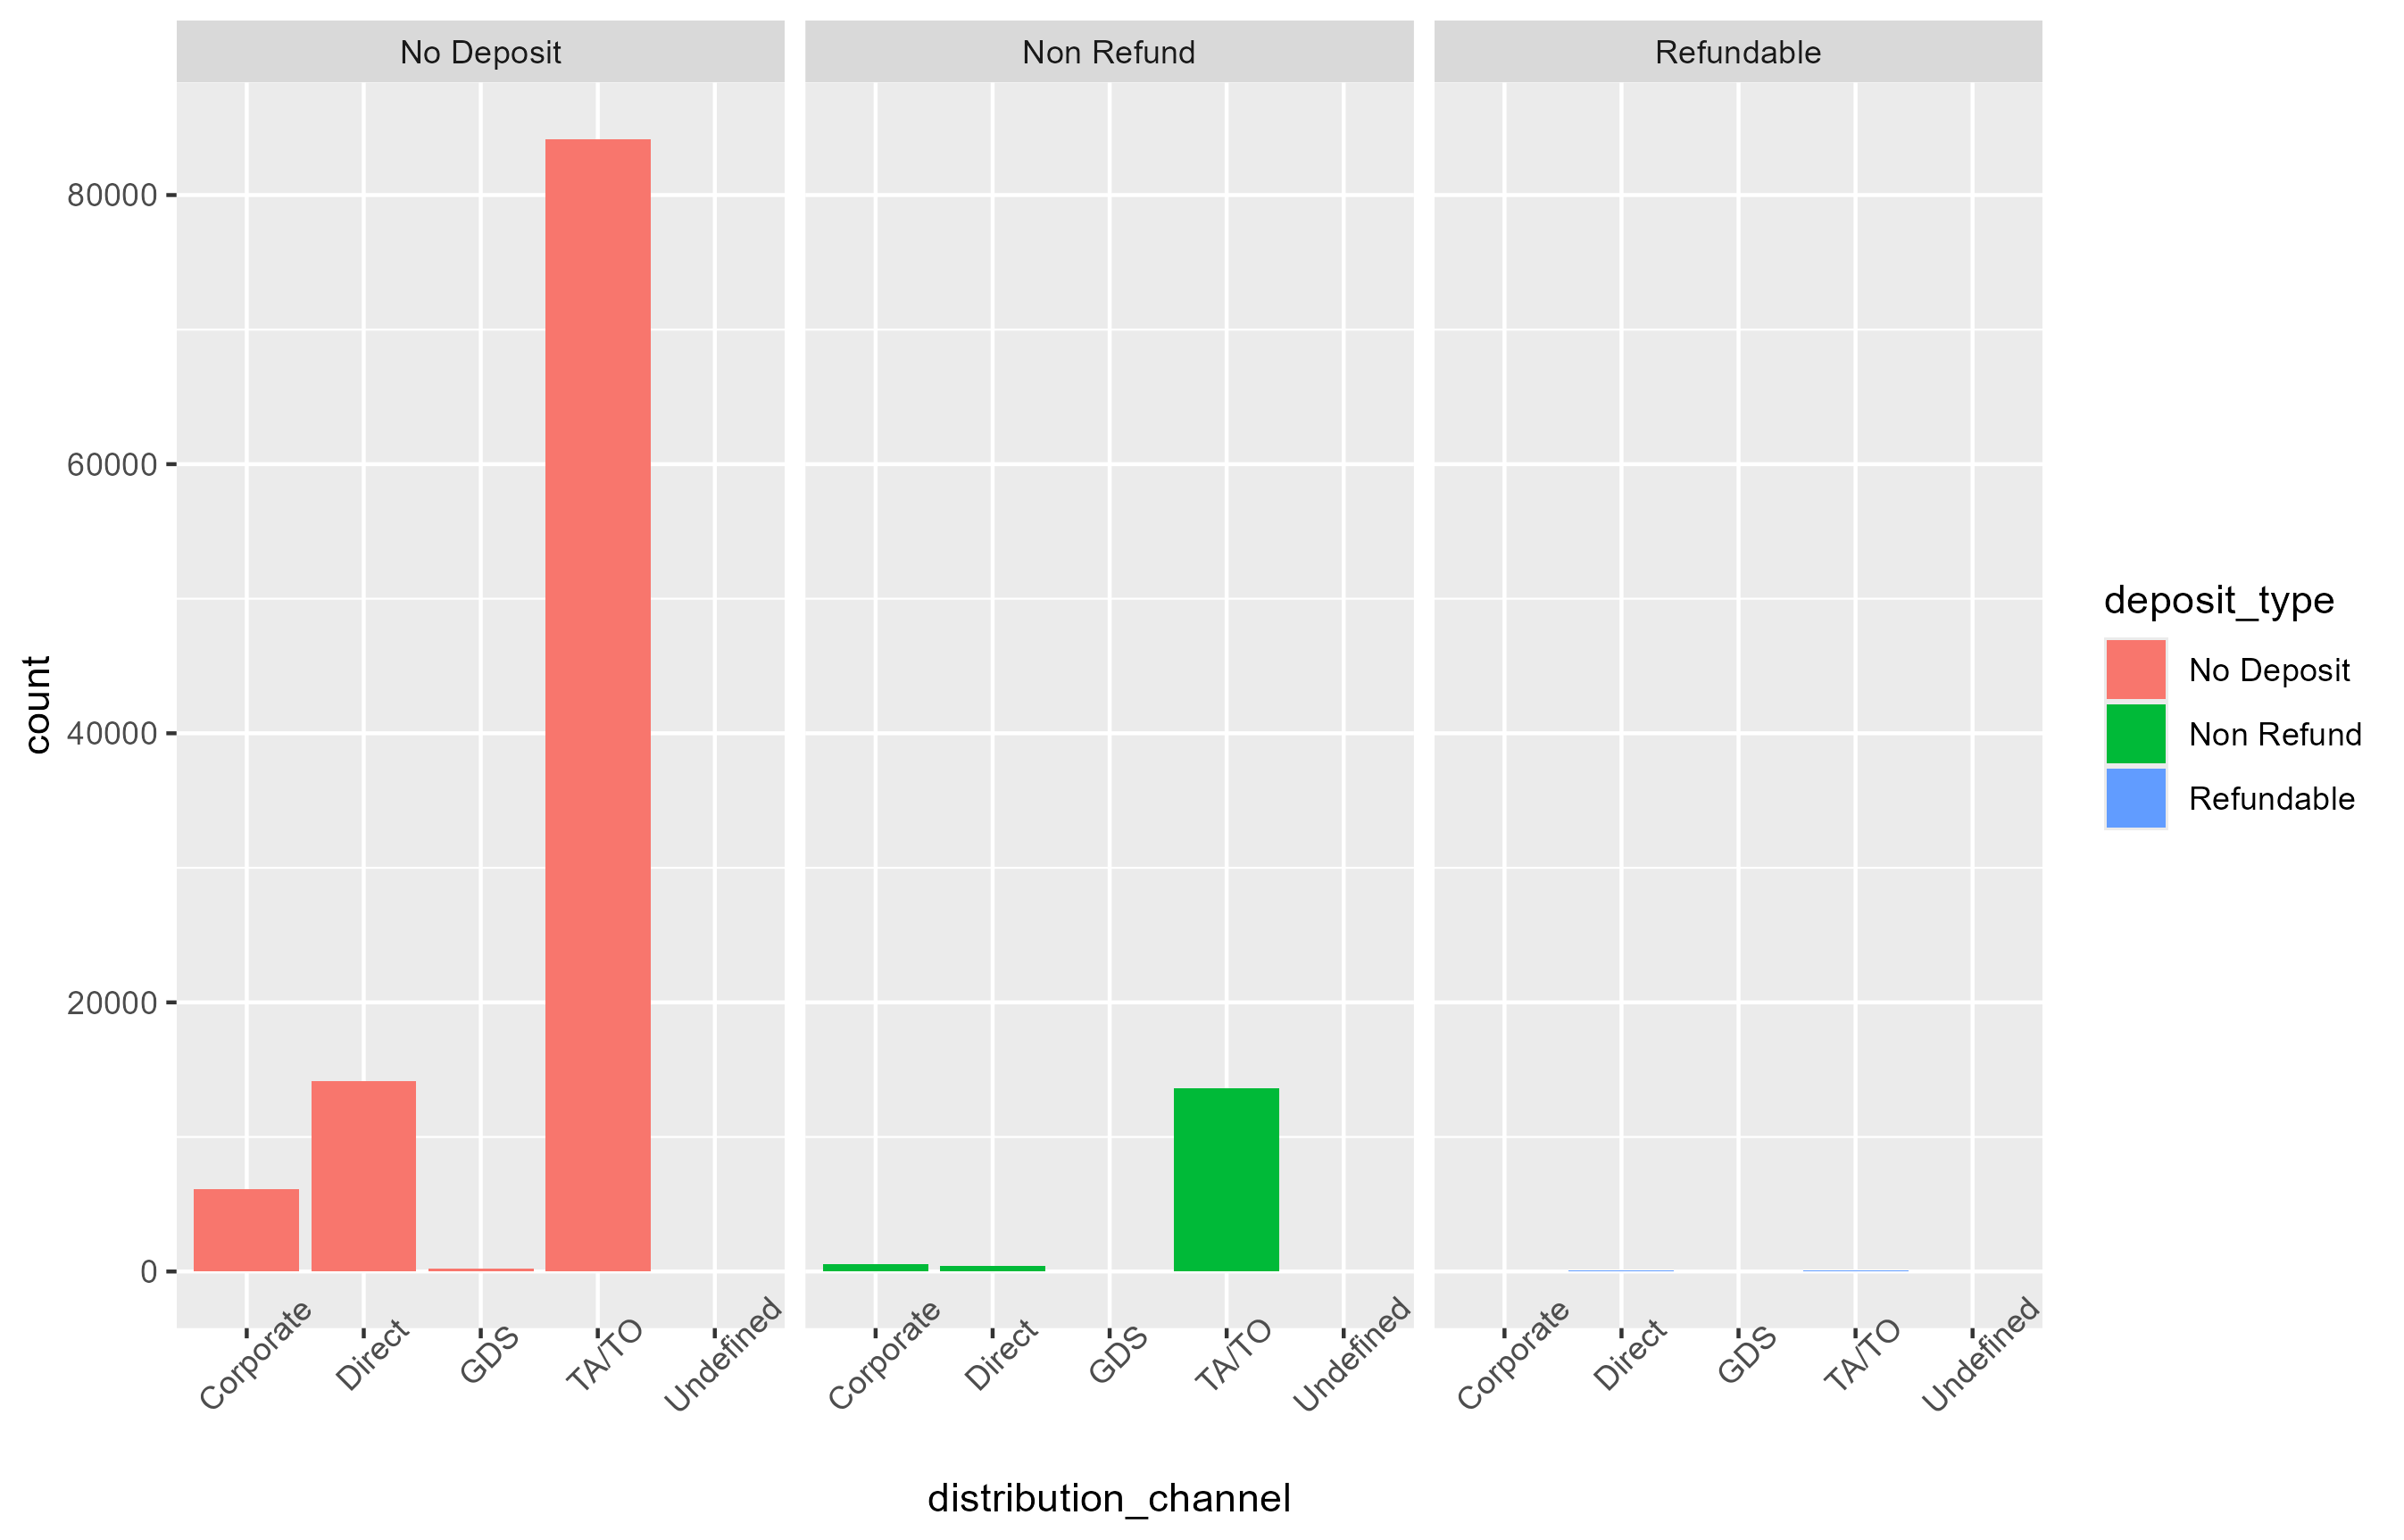 No Deposit
Non Refund
Refundable
count
80000
60000
40000
20000
0
Corporate
Direct
GDS
TA/TO
Undefined
Corporate
Direct
GDS
TA/TO
Undefined
Corporate
Direct
GDS
TA/TO
Undefined
distribution_channel
deposit_type
No Deposit
Non Refund
Refundable